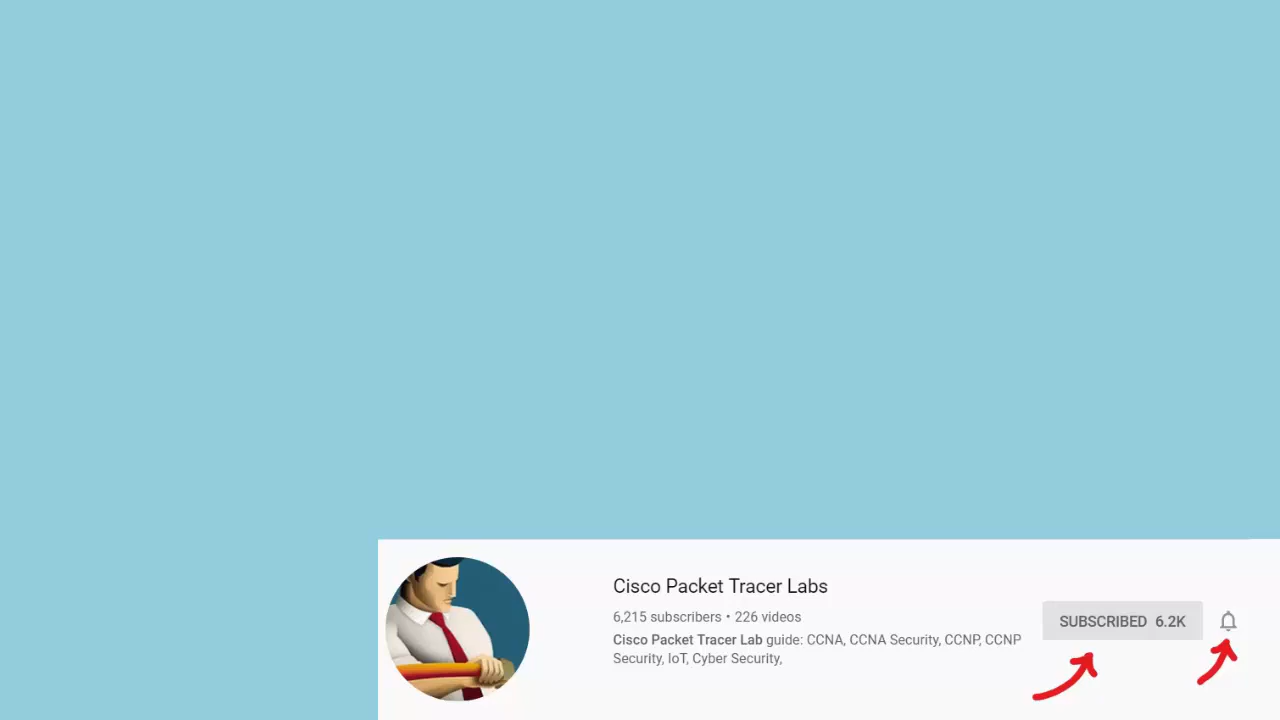 Cisco Packet Tracer Labs
6,215 subscribers • 226 videos
Cisco Packet Tracer Lab guide: CCNA, CCNA Security, CCNP, CCNP
Security, IoT, Cyber Security,
SUBSCRIBED 6.2K